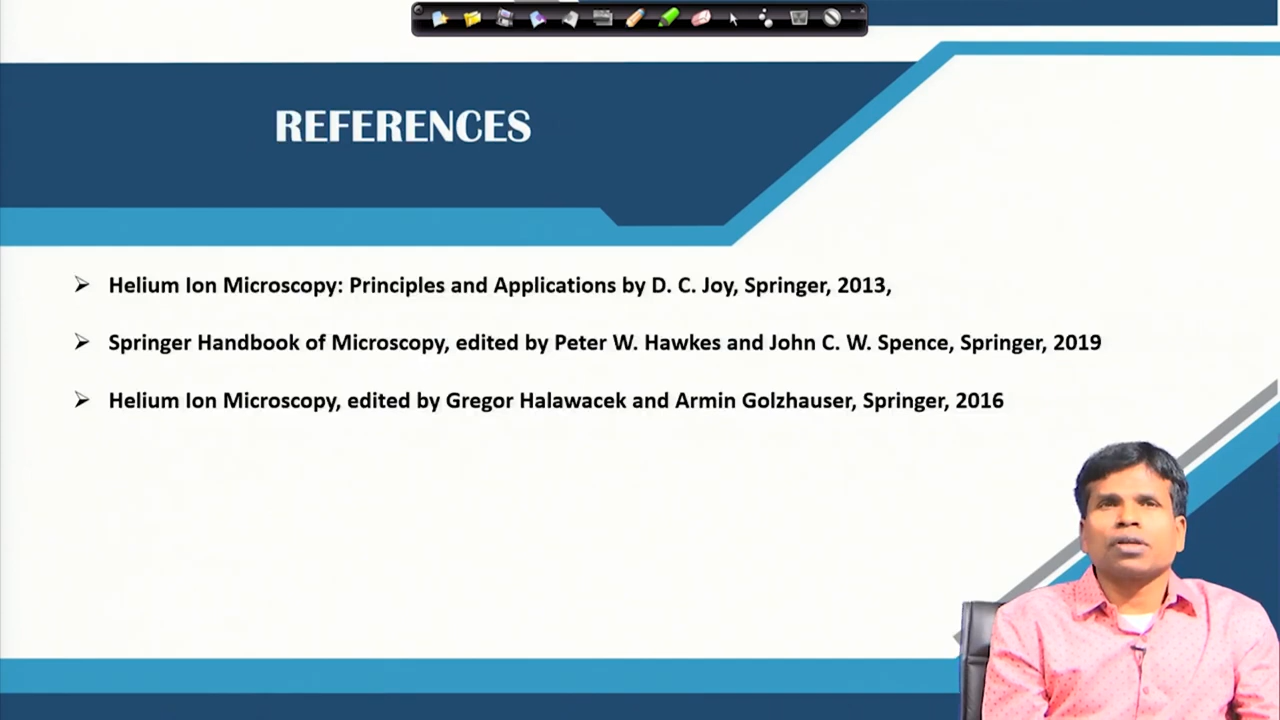 REFERENCES
Helium Ion Microscopy: Principles and Applications by D. C. Joy, Springer, 2013,
Springer Handbook of Microscopy, edited by Peter W. Hawkes and John C. W. Spence, Springer, 2019
Helium Ion Microscopy, edited by Gregor Halawacek and Armin Golzhauser, Springer, 2016